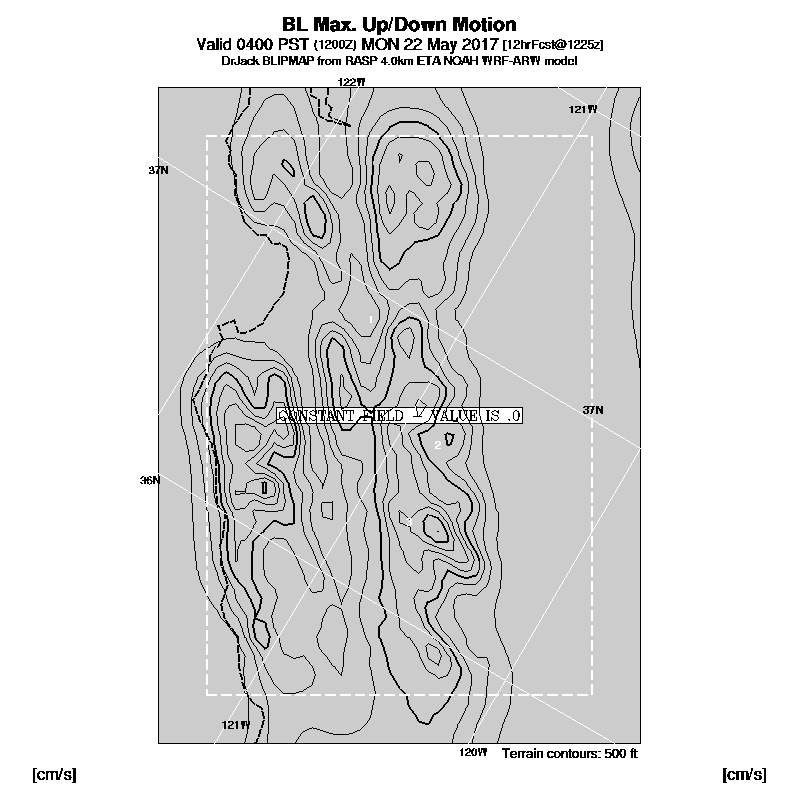 BL Max. Up/Down Motion
Valid 0400 PST (1200Z) MON 22 May 2017 [12hrFcst@1225z]
DrJack BLIPMAP from RASP 4.0km ETA NOAH WRF-ARW model
122W
121W
37N
1
CONSTANT FIELD - VALUE IS .0
37N
2
36N
3
121W
120W
Terrain contours: 500 ft
[cm/s]
[cm/s]